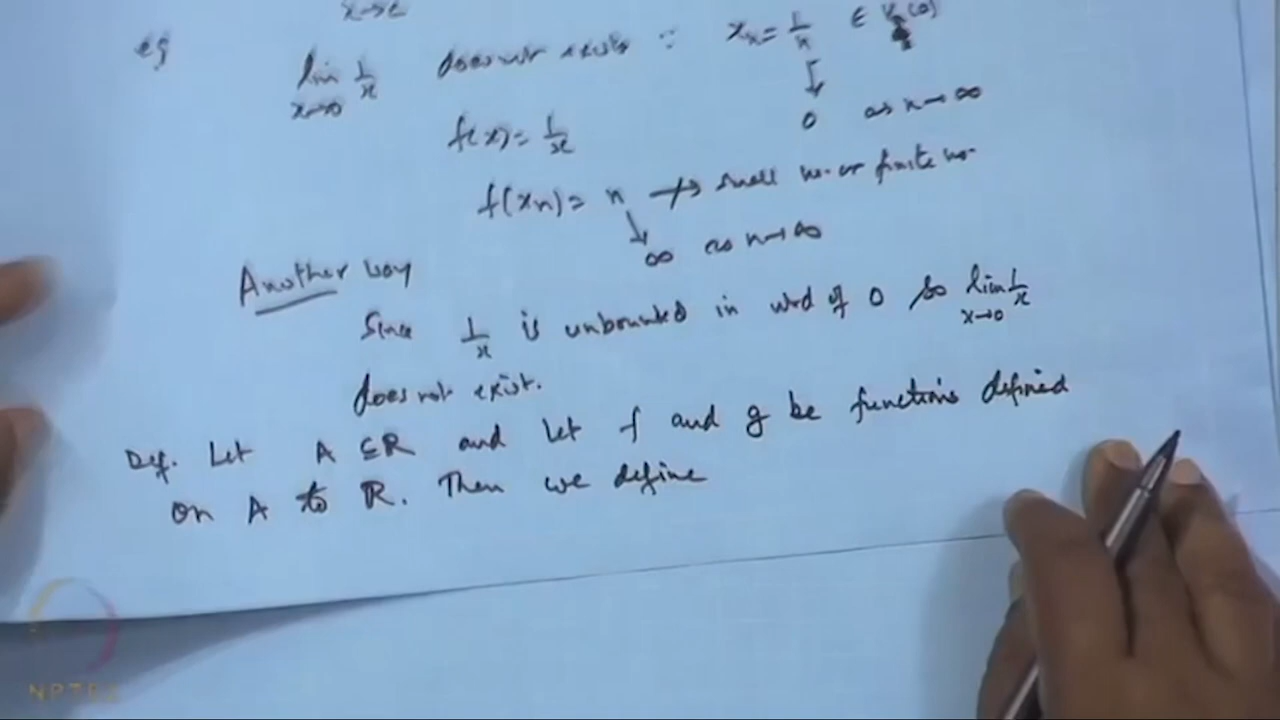 x→c
eg lim x→0 1/x does not exists ∵ xₙ = 1/n ∈ (0)
↓
0 as n→∞
f(x) = 1/x
f(xₙ) = n ↛ small no. or finite no.
↓
∞ as n→∞
Another way
Since 1/x is unbounded in nbd of 0 so lim x→0 1/x
does not exist.
Def. Let A ⊆ R and let f and g be functions defined
on A to R. Then we define
NPTEL